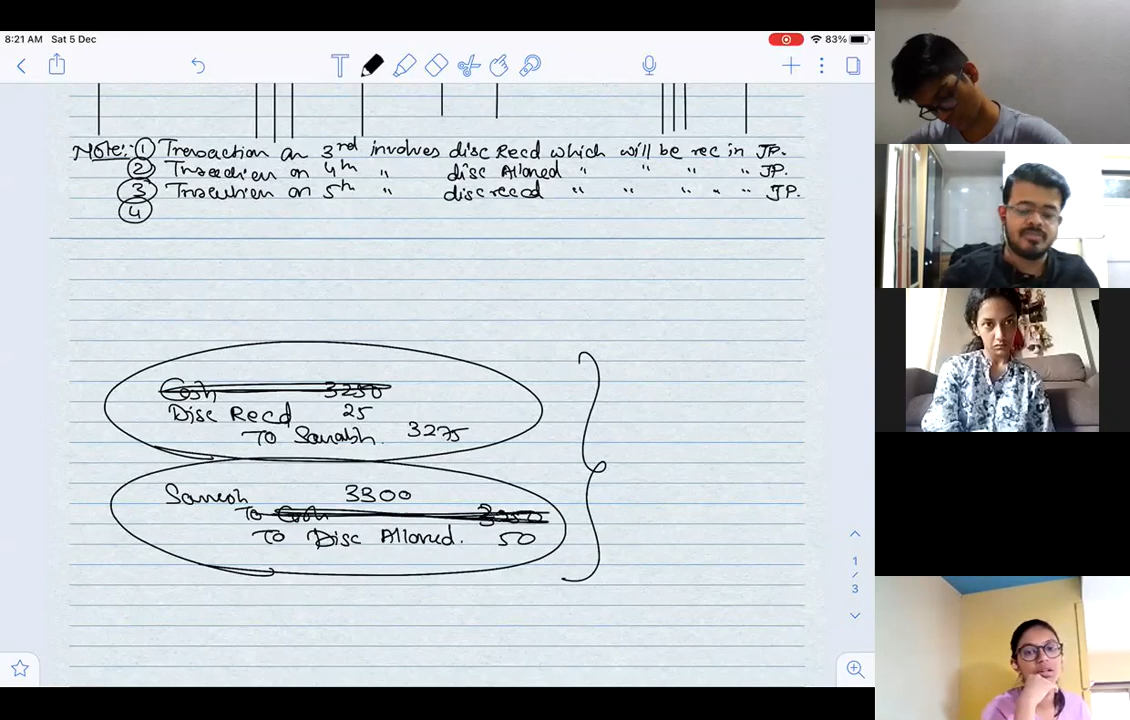 8:21 AM Sat 5 Dec 83%
T
Note:- 1 Transaction on 3rd involves disc Recd which will be rec in JP.
2 Transaction on 4th " disc Allowed " " " " JP.
3 Transaction on 5th " disc recd " " " " " JP.
4
Cash 3250
Disc Recd 25
To Saurabh. 3275
Samesh 3300
To Cash 3250
To Disc Allowed. 50
1
/
3